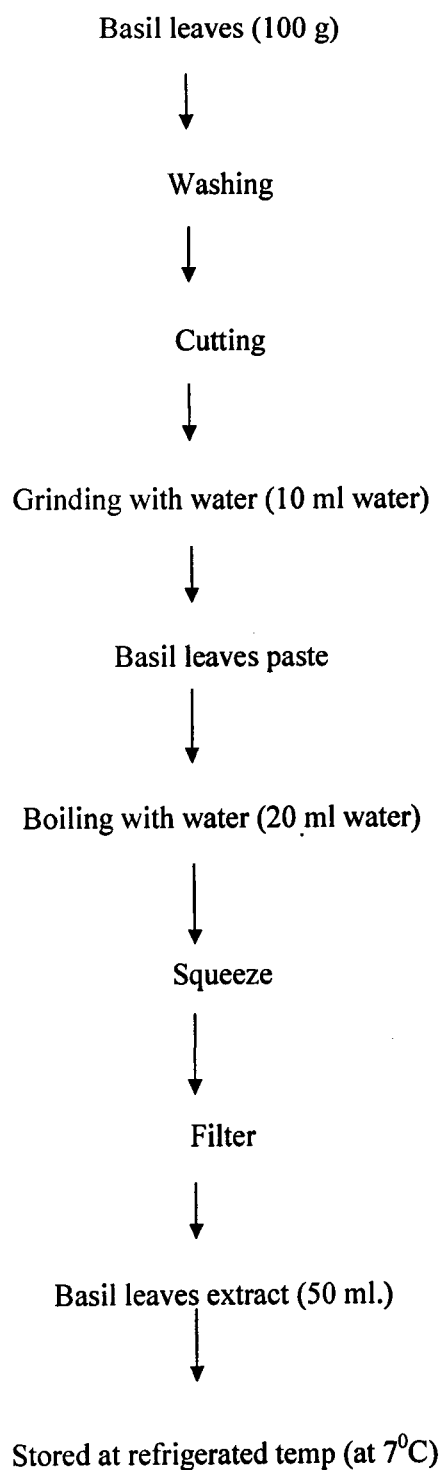 Basil leaves (100 g)
Washing
Cutting
Grinding with water (10 ml water)
Basil leaves paste
Boiling with water (20 ml water)
Squeeze
Filter
Basil leaves extract (50 ml.)
Stored at refrigerated temp (at 7⁰C)